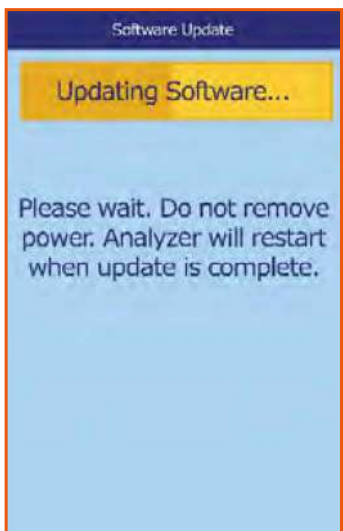 Software Update
Updating Software...
Please wait. Do not remove
power. Analyzer will restart
when update is complete.